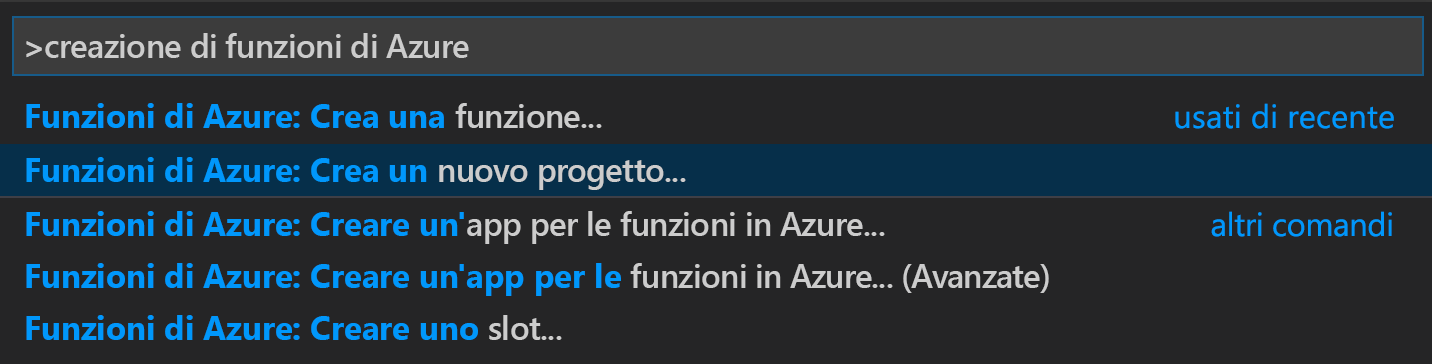 >creazione di funzioni di Azure
Funzioni di Azure: Crea una funzione... usati di recente
Funzioni di Azure: Crea un nuovo progetto...
Funzioni di Azure: Creare un'app per le funzioni in Azure... altri comandi
Funzioni di Azure: Creare un'app per le funzioni in Azure... (Avanzate)
Funzioni di Azure: Creare uno slot...